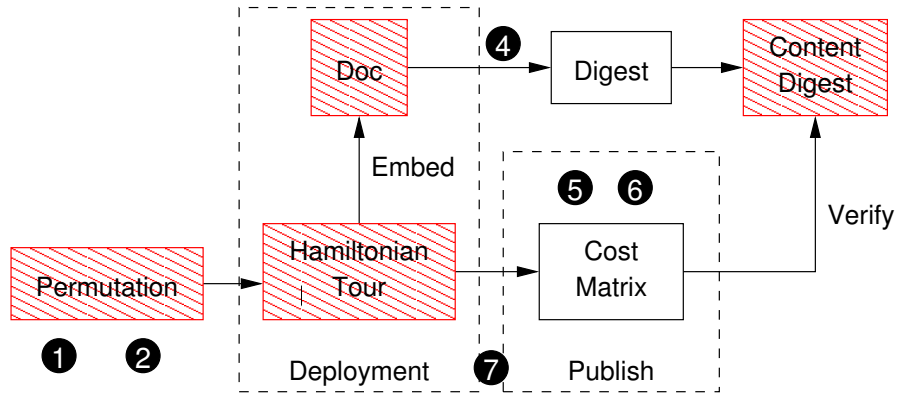 4
Doc
Digest
Content
Digest
Embed
5 6
Verify
Hamiltonian
Tour
Cost
Matrix
Permutation
1 2
Deployment
7
Publish